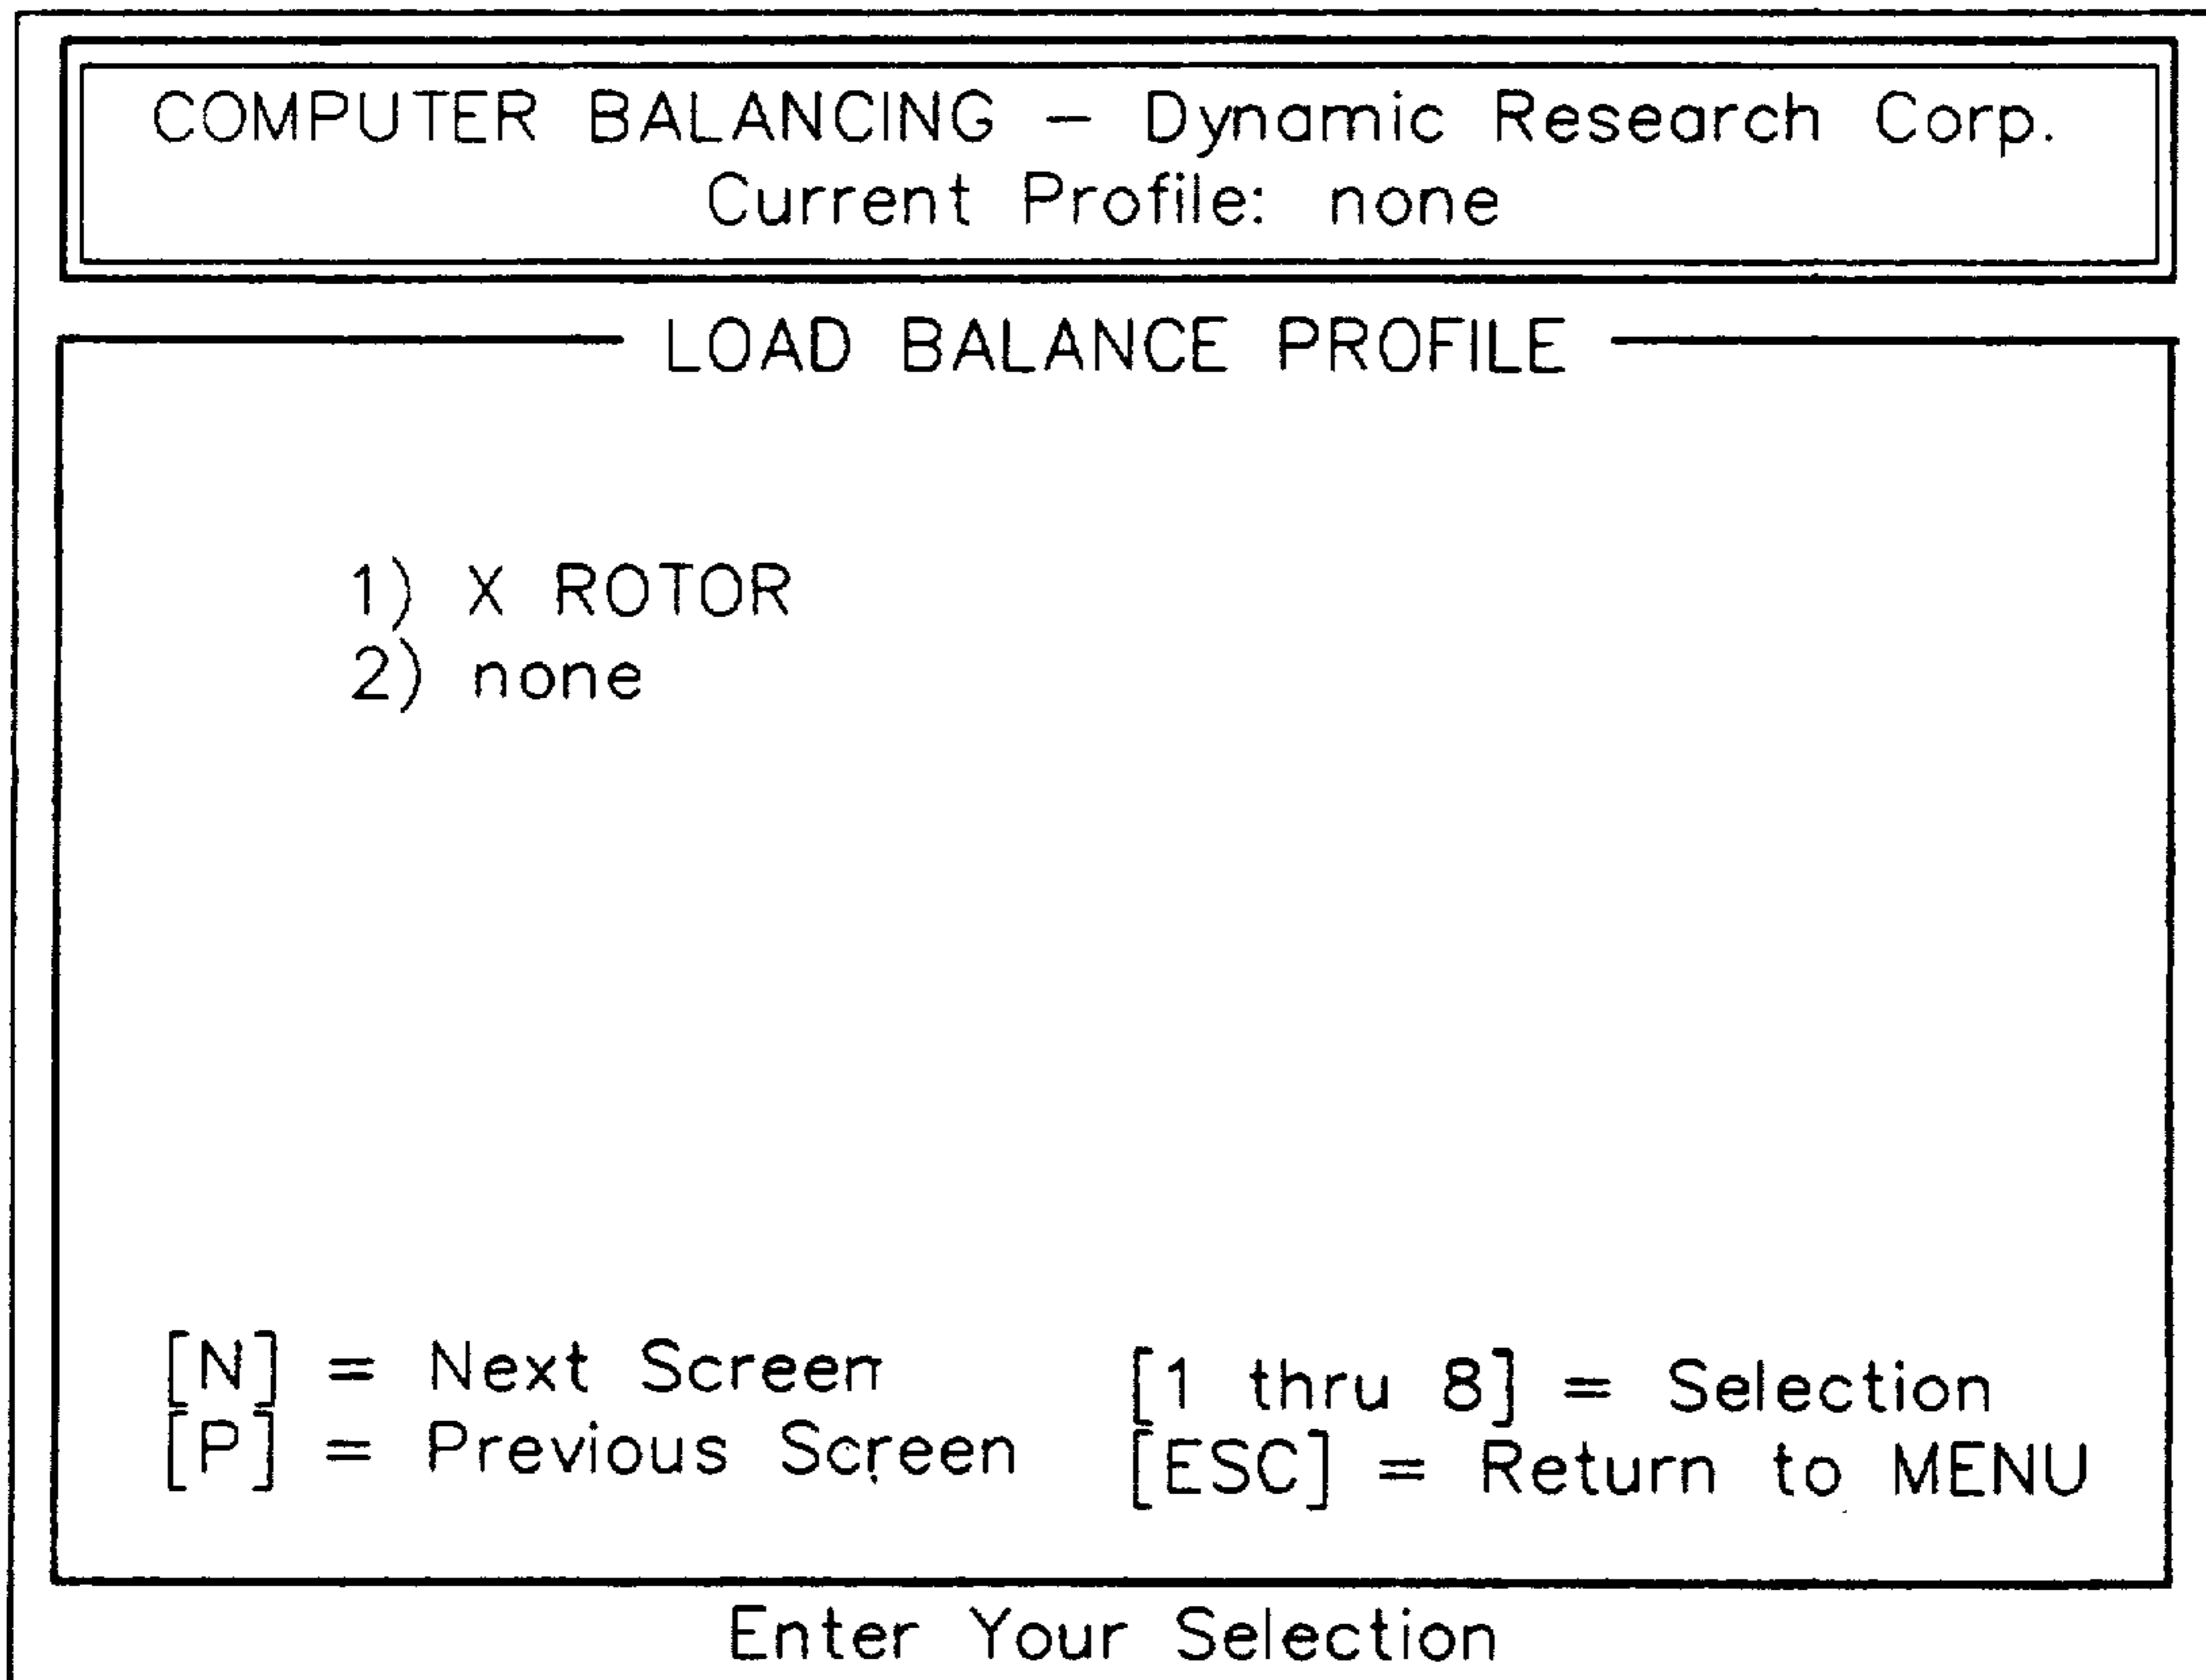 COMPUTER BALANCING – Dynamic Research Corp.
Current Profile: none
LOAD BALANCE PROFILE
1) X ROTOR
2) none
[N] = Next Screen
[P] = Previous Screen
[1 thru 8] = Selection
[ESC] = Return to MENU
Enter Your Selection